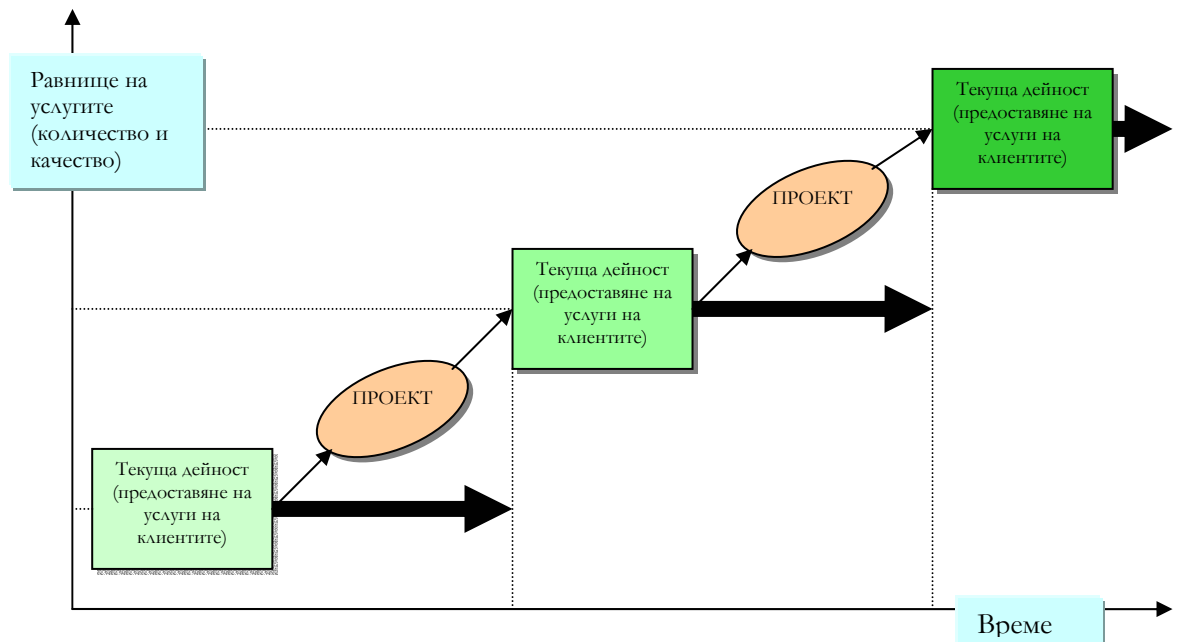 Равнище на
услугите
(количество и
качество)
Текуща дейност
(предоставяне на
услуги на
клиентите)
ПРОЕКТ
Текуща дейност
(предоставяне на
услуги на
клиентите)
ПРОЕКТ
Текуща дейност
(предоставяне на
услуги на
клиентите)
Време